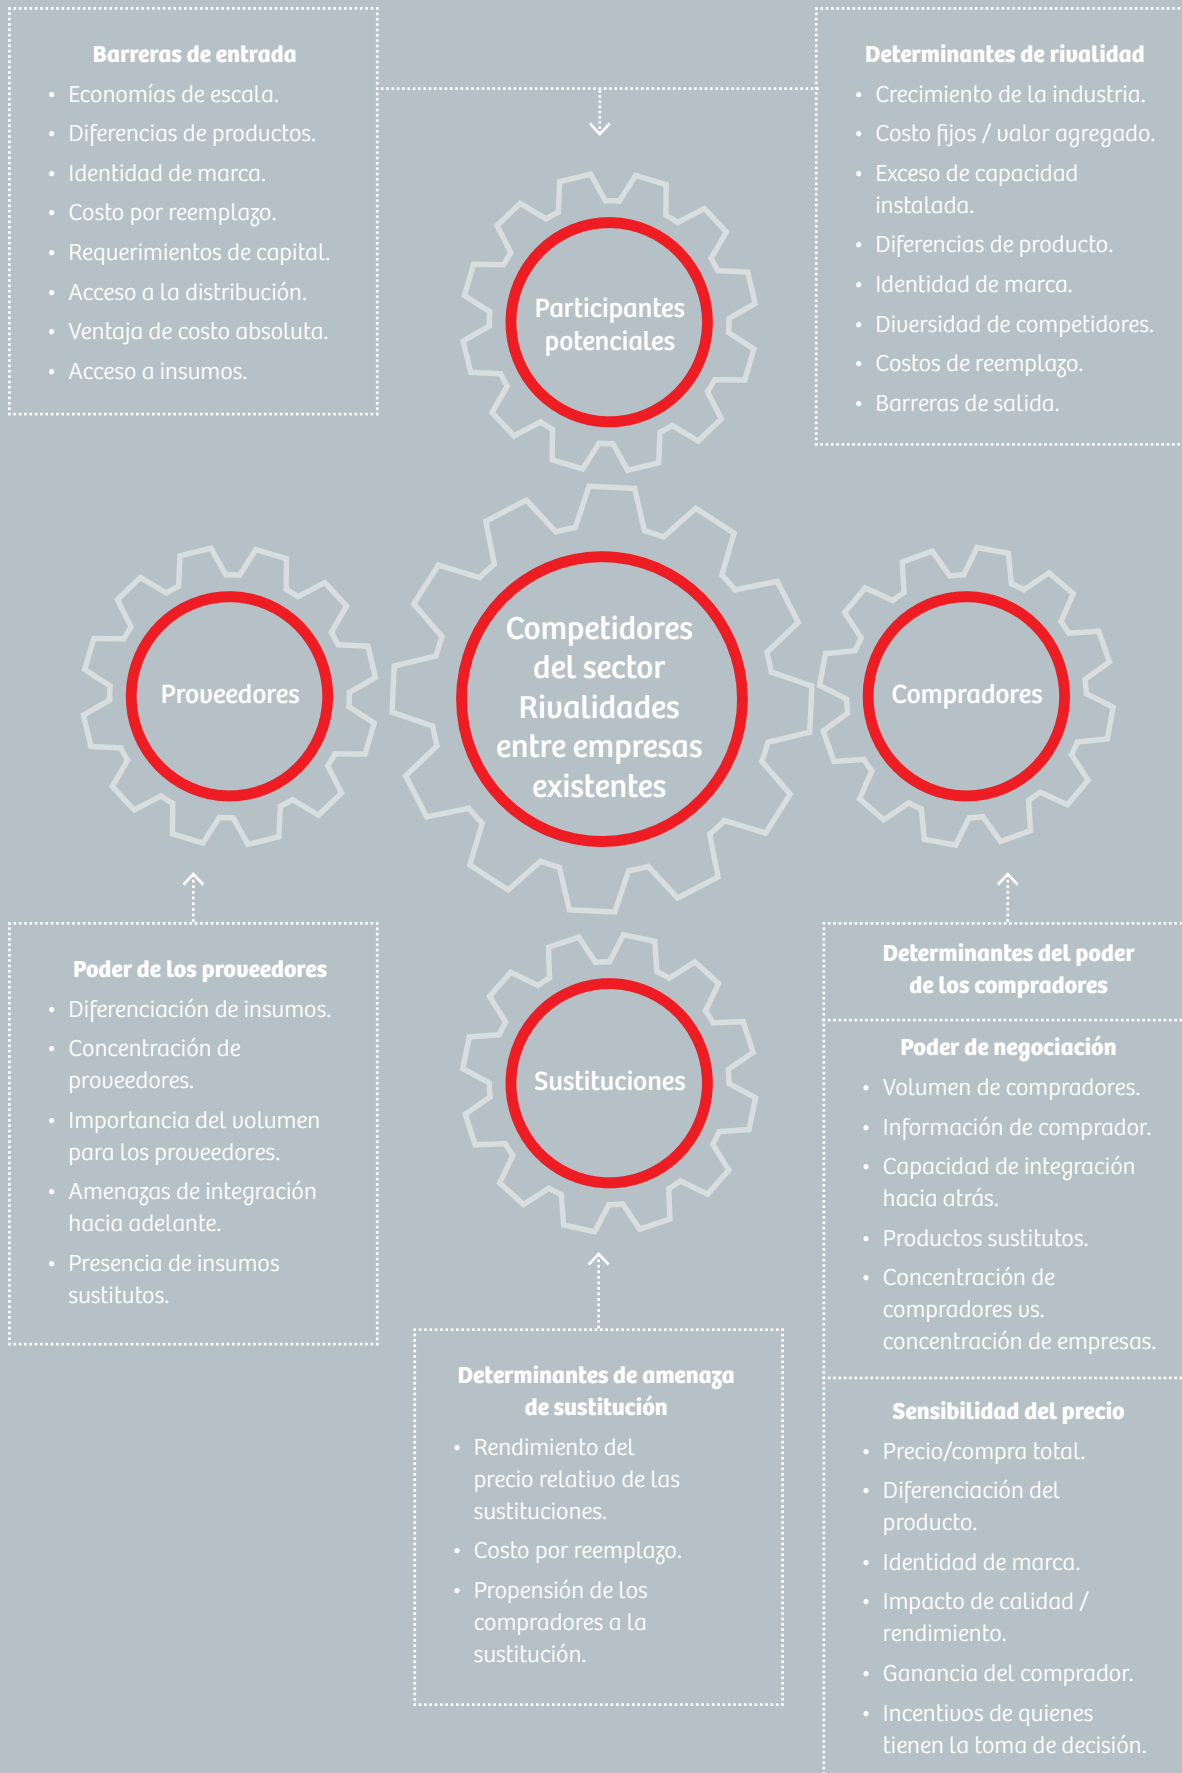 Barreras de entrada
• Economías de escala.
• Diferencias de productos.
• Identidad de marca.
• Costo por reemplazo.
• Requerimientos de capital.
• Acceso a la distribución.
• Ventaja de costo absoluta.
• Acceso a insumos.
Determinantes de rivalidad
• Crecimiento de la industria.
• Costo fijos / valor agregado.
• Exceso de capacidad
instalada.
• Diferencias de producto.
• Identidad de marca.
• Diversidad de competidores.
• Costos de reemplazo.
• Barreras de salida.
Participantes
potenciales
Proveedores
Competidores
del sector
Rivalidades
entre empresas
existentes
Compradores
Sustituciones
Poder de los proveedores
• Diferenciación de insumos.
• Concentración de
proveedores.
• Importancia del volumen
para los proveedores.
• Amenazas de integración
hacia adelante.
• Presencia de insumos
sustitutos.
Determinantes de amenaza
de sustitución
• Rendimiento del
precio relativo de las
sustituciones.
• Costo por reemplazo.
• Propensión de los
compradores a la
sustitución.
Determinantes del poder
de los compradores
Poder de negociación
• Volumen de compradores.
• Información de comprador.
• Capacidad de integración
hacia atrás.
• Productos sustitutos.
• Concentración de
compradores vs.
concentración de empresas.
Sensibilidad del precio
• Precio/compra total.
• Diferenciación del
producto.
• Identidad de marca.
• Impacto de calidad /
rendimiento.
• Ganancia del comprador.
• Incentivos de quienes
tienen la toma de decisión.